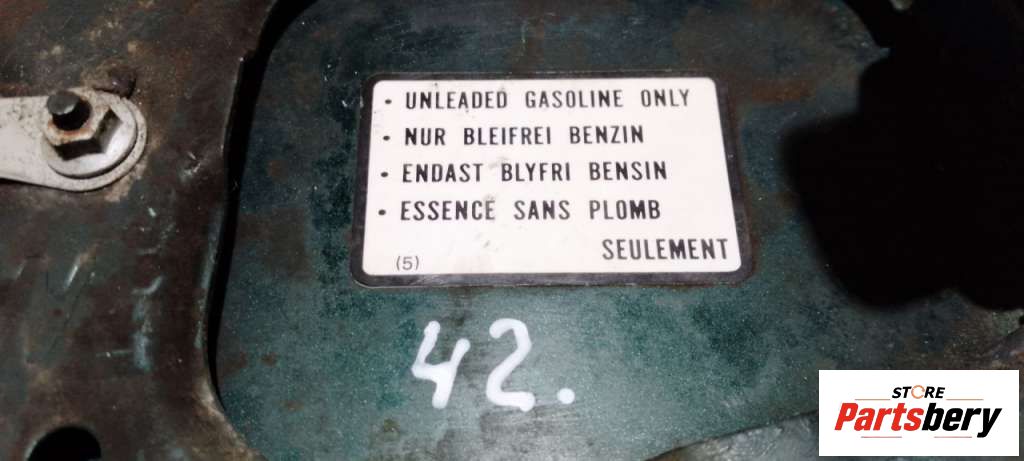 • UNLEADED GASOLINE ONLY
• NUR BLEIFREI BENZIN
• ENDAST BLYFRI BENSIN
• ESSENCE SANS PLOMB
SEULEMENT
(5)
42.
STORE
Partsbery